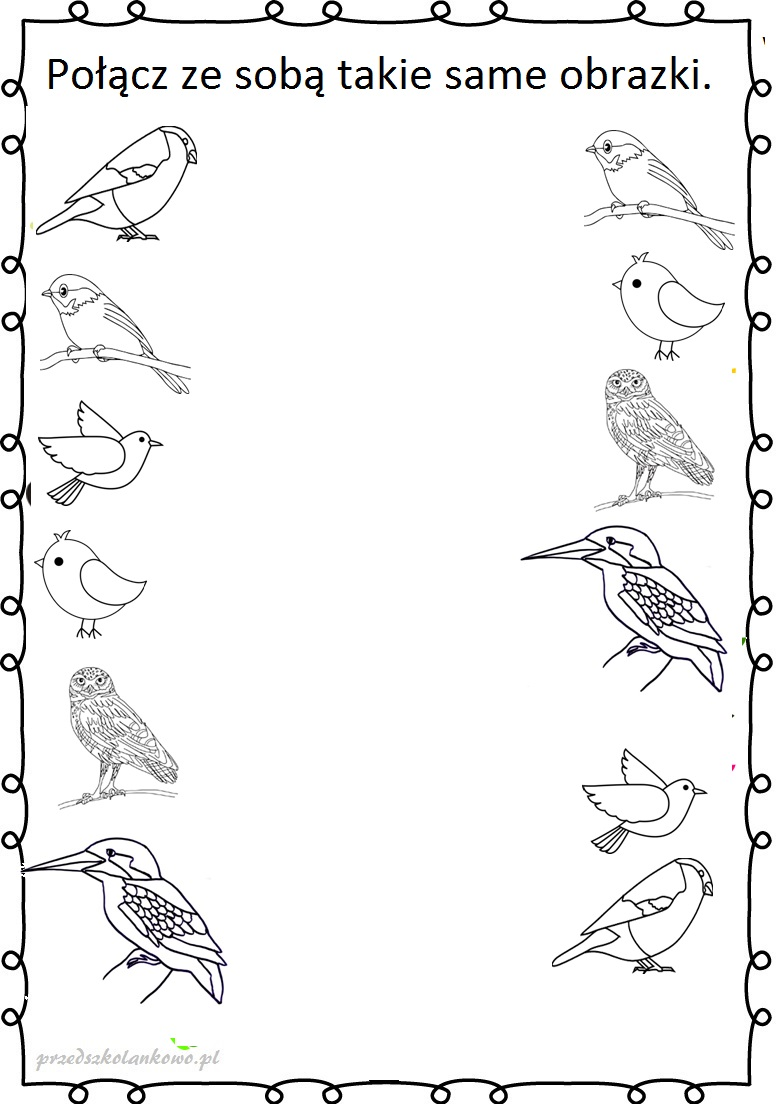 Połącz ze sobą takie same obrazki.
przedszkolankowo.pl